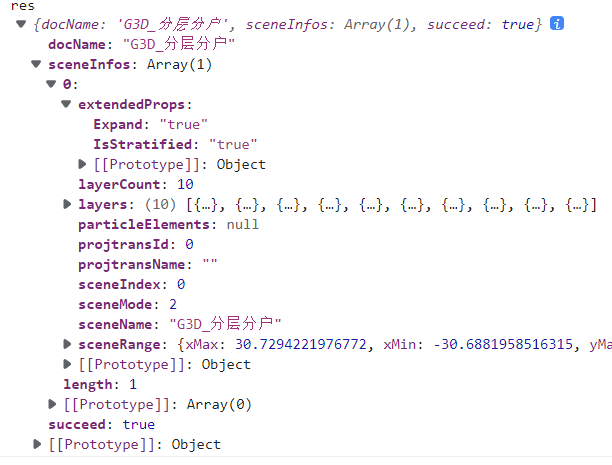 res
{docName: 'G3D_分层分户', sceneInfos: Array(1), succeed: true}
docName: "G3D_分层分户"
sceneInfos: Array(1)
0:
extendedProps:
Expand: "true"
IsStratified: "true"
[[Prototype]]: Object
layerCount: 10
layers: (10) [{…}, {…}, {…}, {…}, {…}, {…}, {…}, {…}, {…}, {…}]
particleElements: null
projtransId: 0
projtransName: ""
sceneIndex: 0
sceneMode: 2
sceneName: "G3D_分层分户"
sceneRange: {xMax: 30.7294221976772, xMin: -30.6881958516315, yMa
[[Prototype]]: Object
length: 1
[[Prototype]]: Array(0)
succeed: true
[[Prototype]]: Object